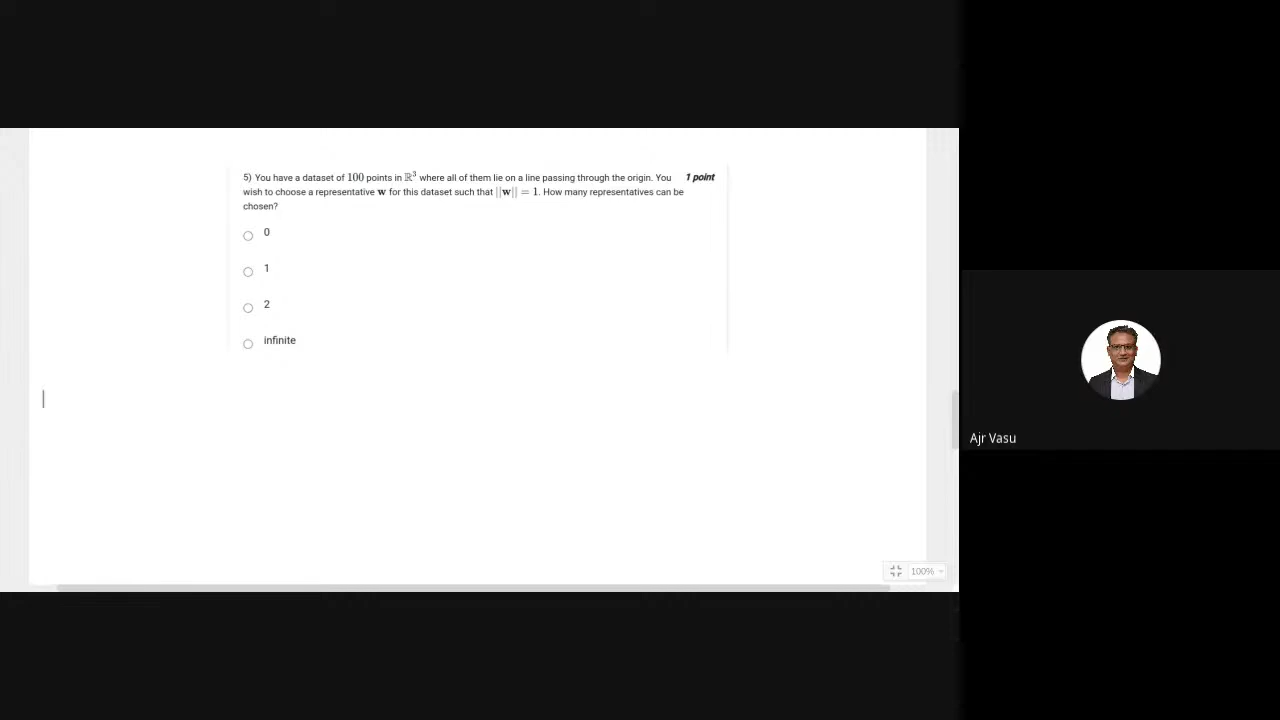 5) You have a dataset of 100 points in ℝ³ where all of them lie on a line passing through the origin. You 1 point
wish to choose a representative w for this dataset such that ||w|| = 1. How many representatives can be
chosen?
0
1
2
infinite
Ajr Vasu
100%